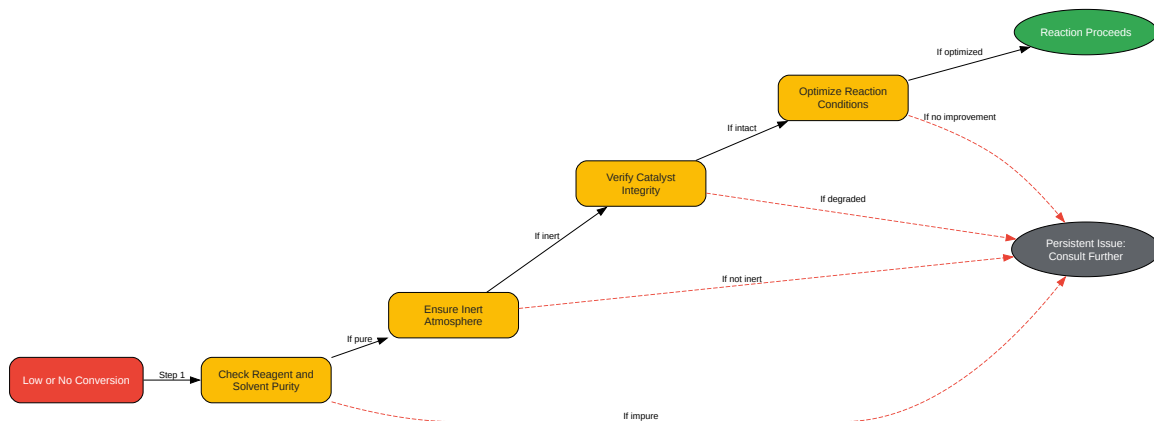 Reaction Proceeds
If optimized
Optimize Reaction
Conditions
If no improvement
If intact
Verify Catalyst
Integrity
If degraded
If inert
Persistent Issue:
Consult Further
If not inert
Ensure Inert
Atmosphere
If pure
Low or No Conversion
Step 1
Check Reagent and
Solvent Purity
If impure